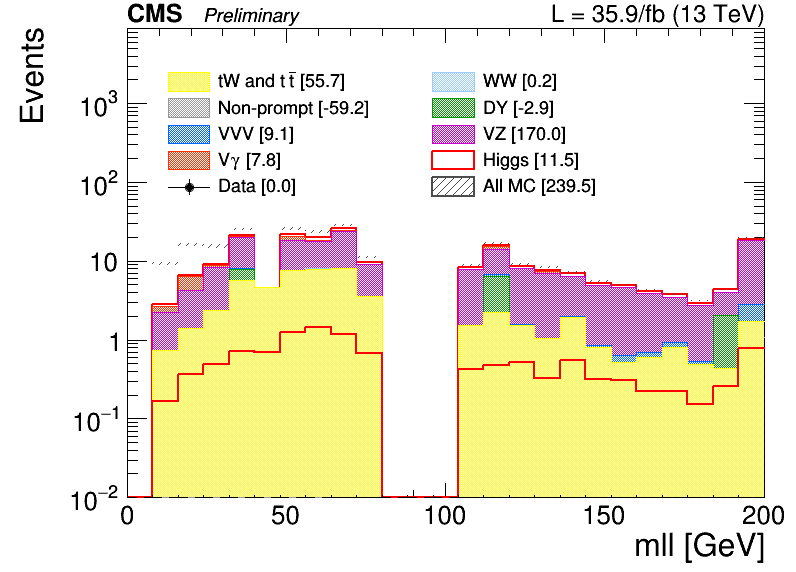 CMS Preliminary L = 35.9/fb (13 TeV)
Events
tW and tt̄ [55.7]
Non-prompt [-59.2]
VVV [9.1]
Vγ [7.8]
Data [0.0]
WW [0.2]
DY [-2.9]
VZ [170.0]
Higgs [11.5]
All MC [239.5]
10³
10²
10
1
10⁻¹
10⁻²
0 50 100 150 200
mll [GeV]